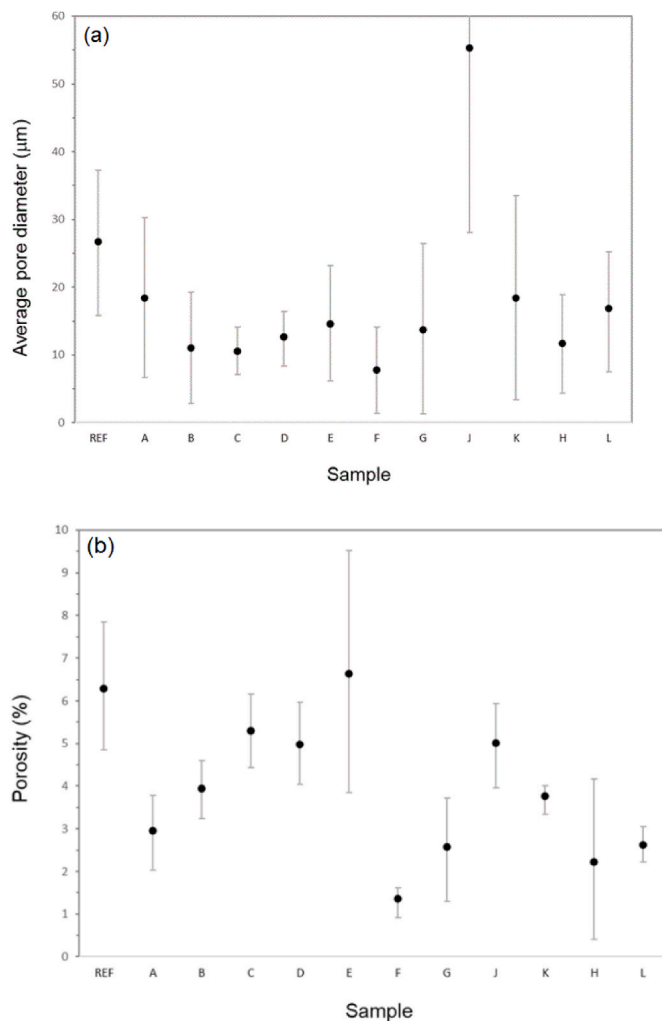 (a)
60
50
40
30
20
10
0
Average pore diameter (μm)
REF A B C D E F G J K H L
Sample
(b)
10
9
8
7
6
5
4
3
2
1
0
Porosity (%)
REF A B C D E F G J K H L
Sample